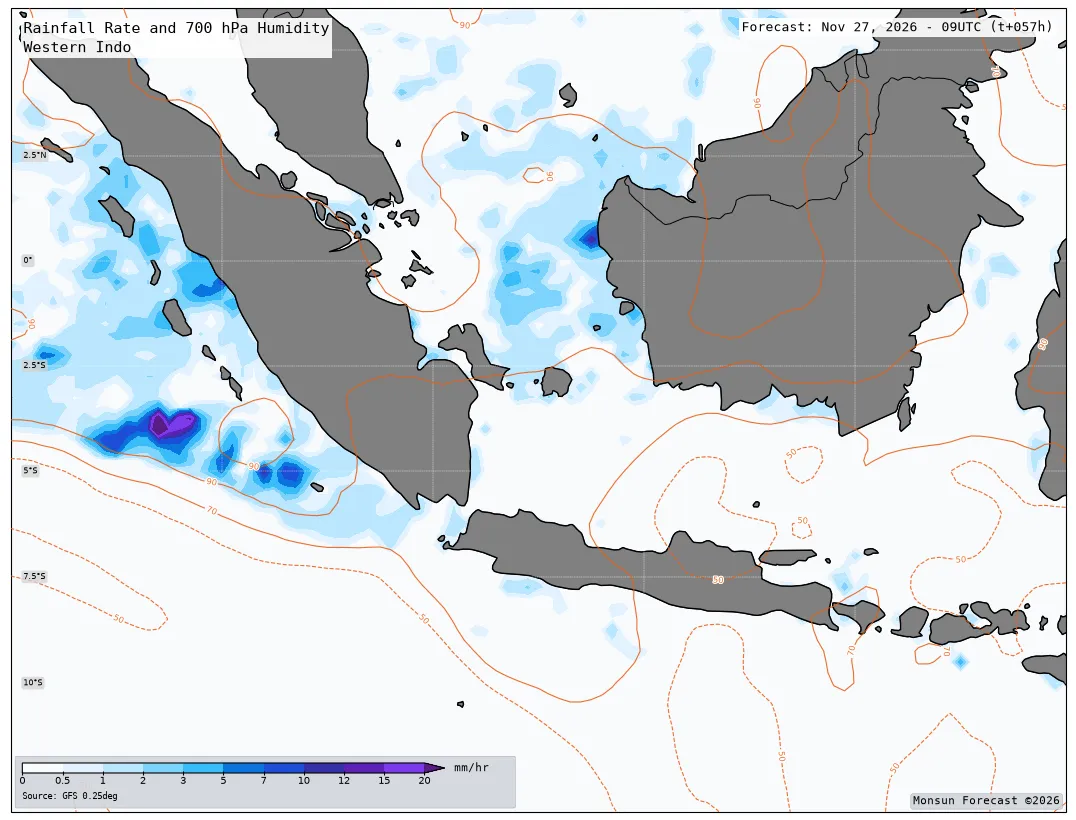 Rainfall Rate and 700 hPa Humidity
Western Indo
Forecast: Nov 27, 2026 - 09UTC (t+057h)
90
90
90
2.5°N
90
0°
90
90
2.5°S
50
90
5°S
90
70
50
50
7.5°S
50
50
50
70
70
10°S
50
50
mm/hr
0 0.5 1 2 3 5 7 10 12 15 20
Source: GFS 0.25deg
Monsun Forecast ©2026